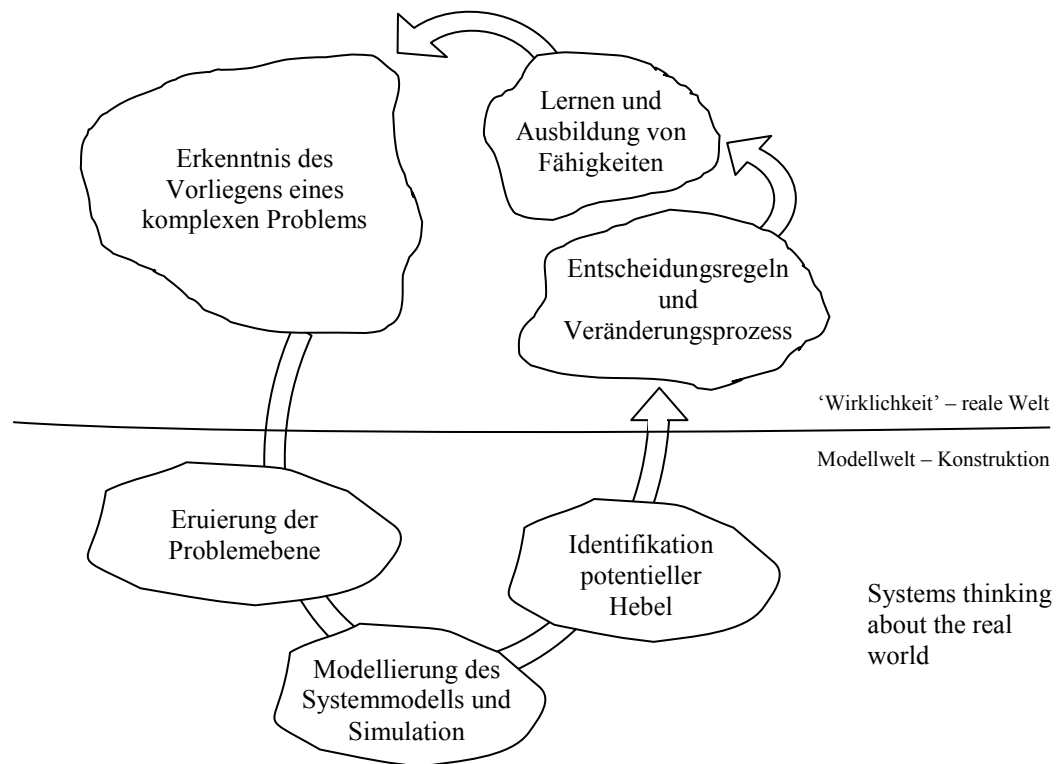 Lernen und
Ausbildung von
Fähigkeiten
Erkenntnis des
Vorliegens eines
komplexen Problems
Entscheidungsregeln
und
Veränderungsprozess
‘Wirklichkeit’ – reale Welt
Modellwelt – Konstruktion
Eruierung der
Problemebene
Identifikation
potentieller
Hebel
Systems thinking
about the real
world
Modellierung des
Systemmodells und
Simulation